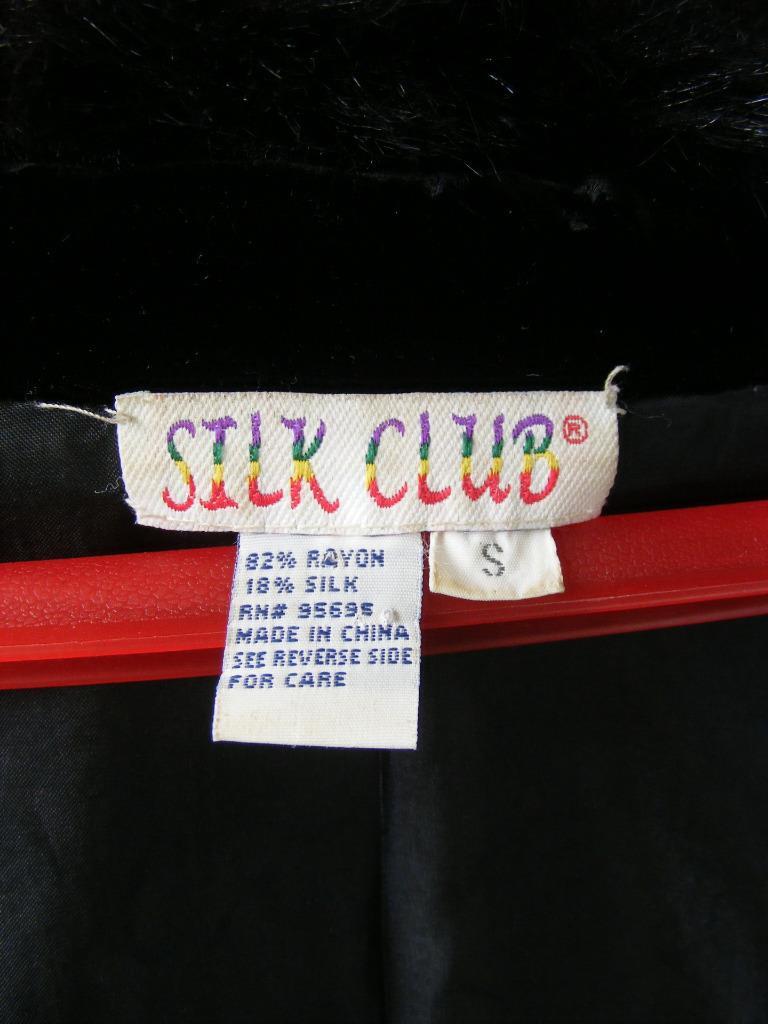 SILK CLUB®
S
82% RAYON
18% SILK
RN# 95695
MADE IN CHINA
SEE REVERSE SIDE
FOR CARE